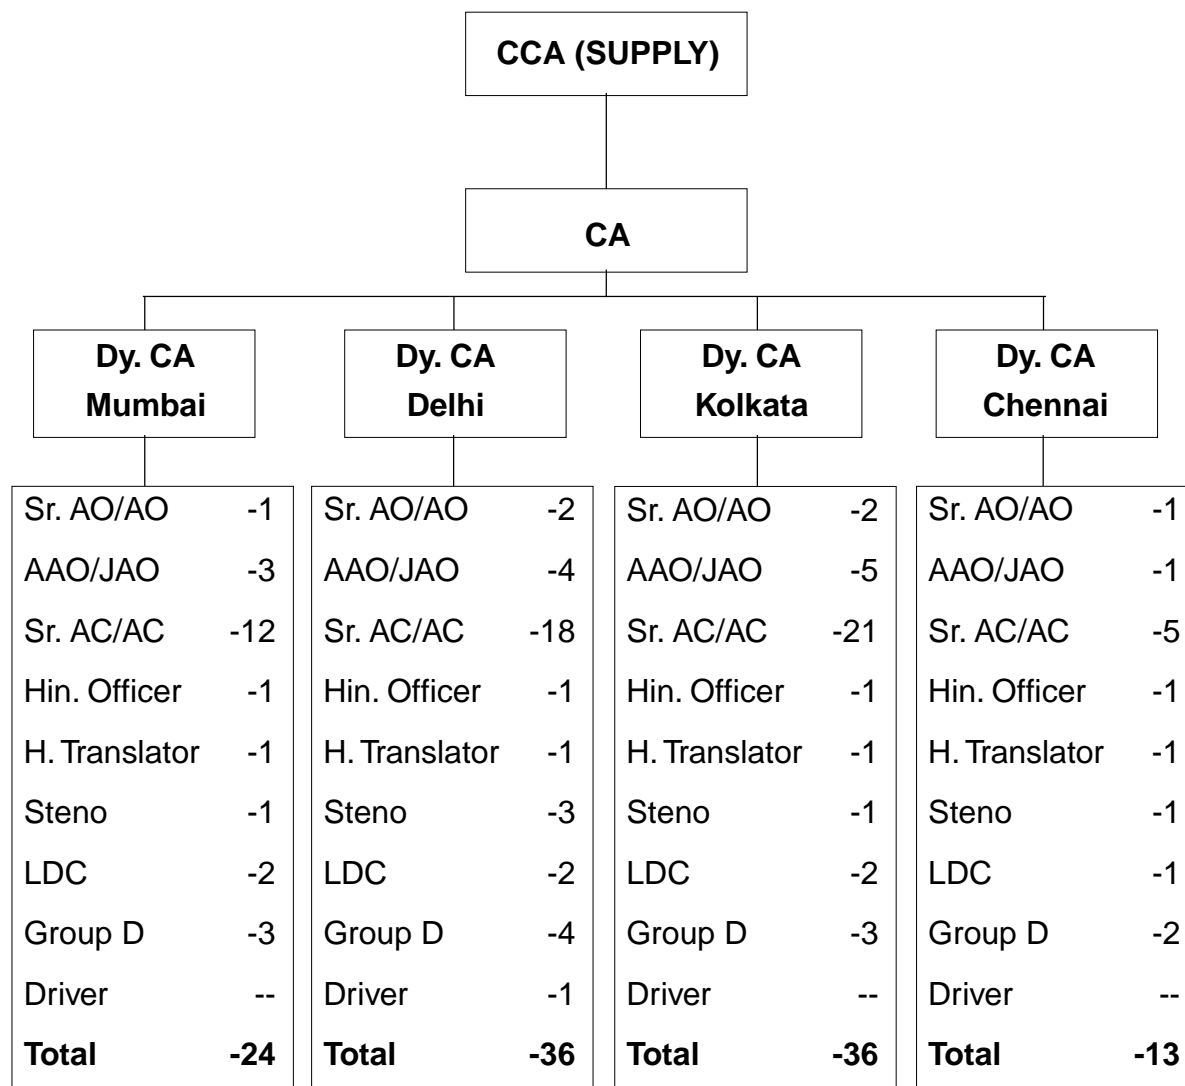 CCA (SUPPLY)
CA
Dy. CA
Mumbai
Dy. CA
Delhi
Dy. CA
Kolkata
Dy. CA
Chennai
Sr. AO/AO -1
AAO/JAO -3
Sr. AC/AC -12
Hin. Officer -1
H. Translator -1
Steno -1
LDC -2
Group D -3
Driver --
Total -24
Sr. AO/AO -2
AAO/JAO -4
Sr. AC/AC -18
Hin. Officer -1
H. Translator -1
Steno -3
LDC -2
Group D -4
Driver -1
Total -36
Sr. AO/AO -2
AAO/JAO -5
Sr. AC/AC -21
Hin. Officer -1
H. Translator -1
Steno -1
LDC -2
Group D -3
Driver --
Total -36
Sr. AO/AO -1
AAO/JAO -1
Sr. AC/AC -5
Hin. Officer -1
H. Translator -1
Steno -1
LDC -1
Group D -2
Driver --
Total -13